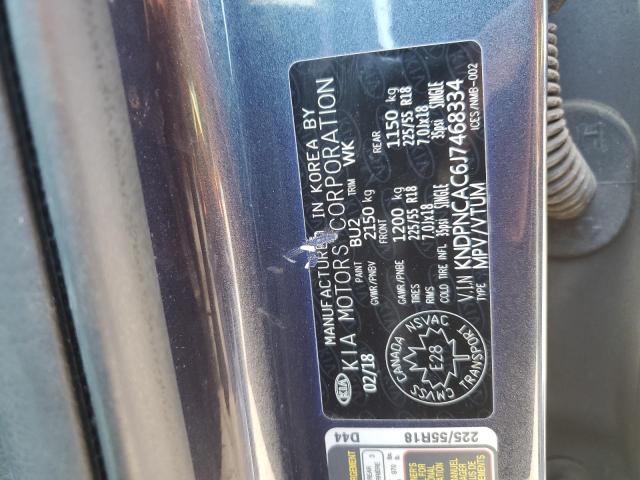 KIA
MANUFACTURED IN KOREA BY
KIA MOTORS CORPORATION
02/18 PAINT BU2 TRIM WK
GVWR/PNBV 2150 kg
FRONT REAR
GAWR/PNBE 1200 kg 1150 kg
TIRES 225/55 R18 225/55 R18
RIMS 7.0Jx18 7.0Jx18
COLD TIRE INFL 35psi SINGLE 35psi SINGLE
V.I.N KNDPNCAC6J7468334
TYPE MPV/VTUM ICES/NMB-002
CANADA CMVSS NSVAC TRANSPORT
E28
D44 225/55R18